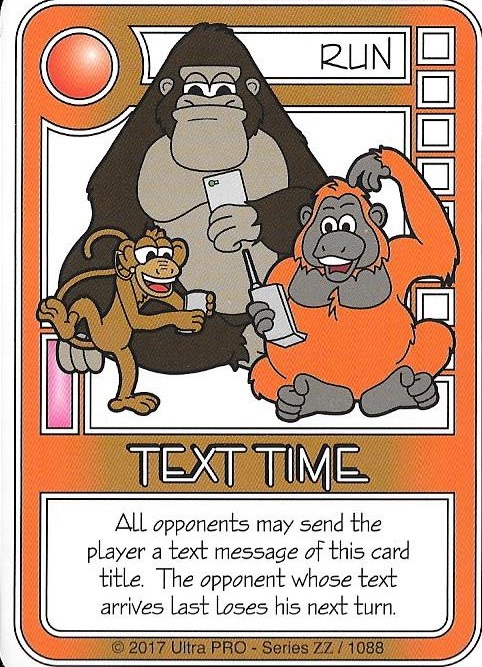 RUN
TEXT TIME
All opponents may send the
player a text message of this card
title. The opponent whose text
arrives last loses his next turn.
© 2017 Ultra PRO - Series ZZ / 1088